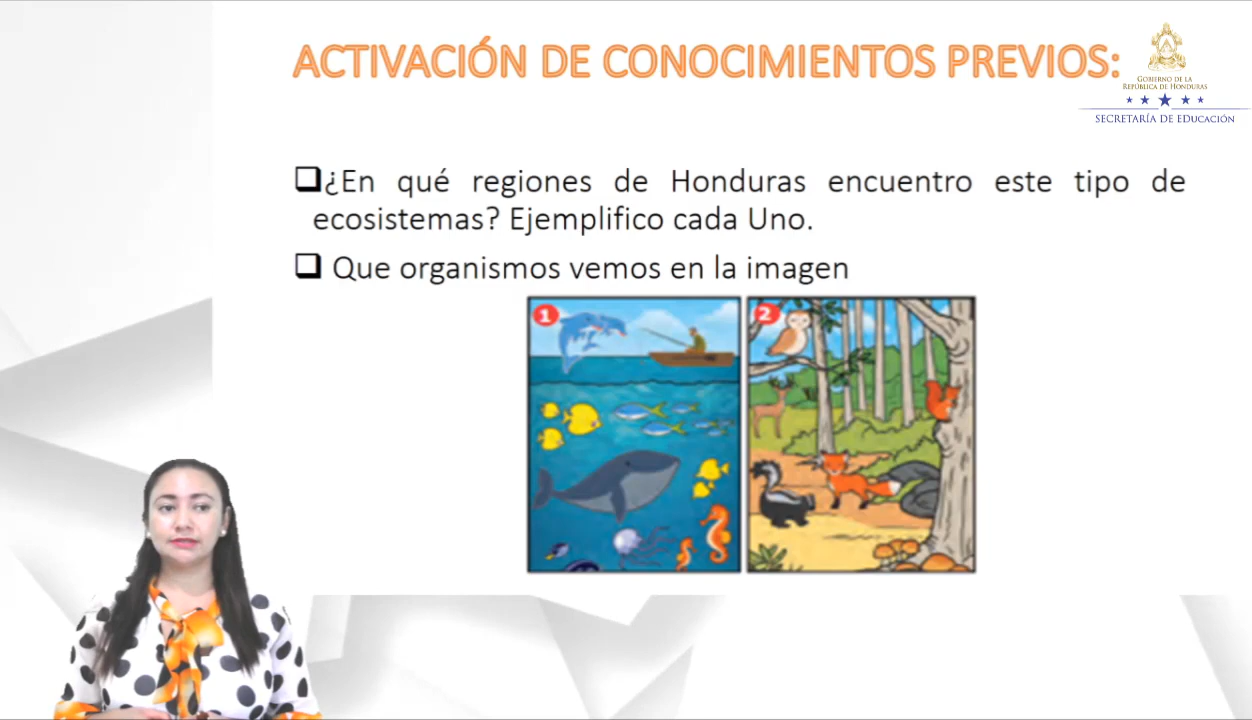 ACTIVACIÓN DE CONOCIMIENTOS PREVIOS:
GOBIERNO DE LA
REPÚBLICA DE HONDURAS
SECRETARÍA DE EDUCACIÓN
¿En qué regiones de Honduras encuentro este tipo de
ecosistemas? Ejemplifico cada Uno.
Que organismos vemos en la imagen
1
2